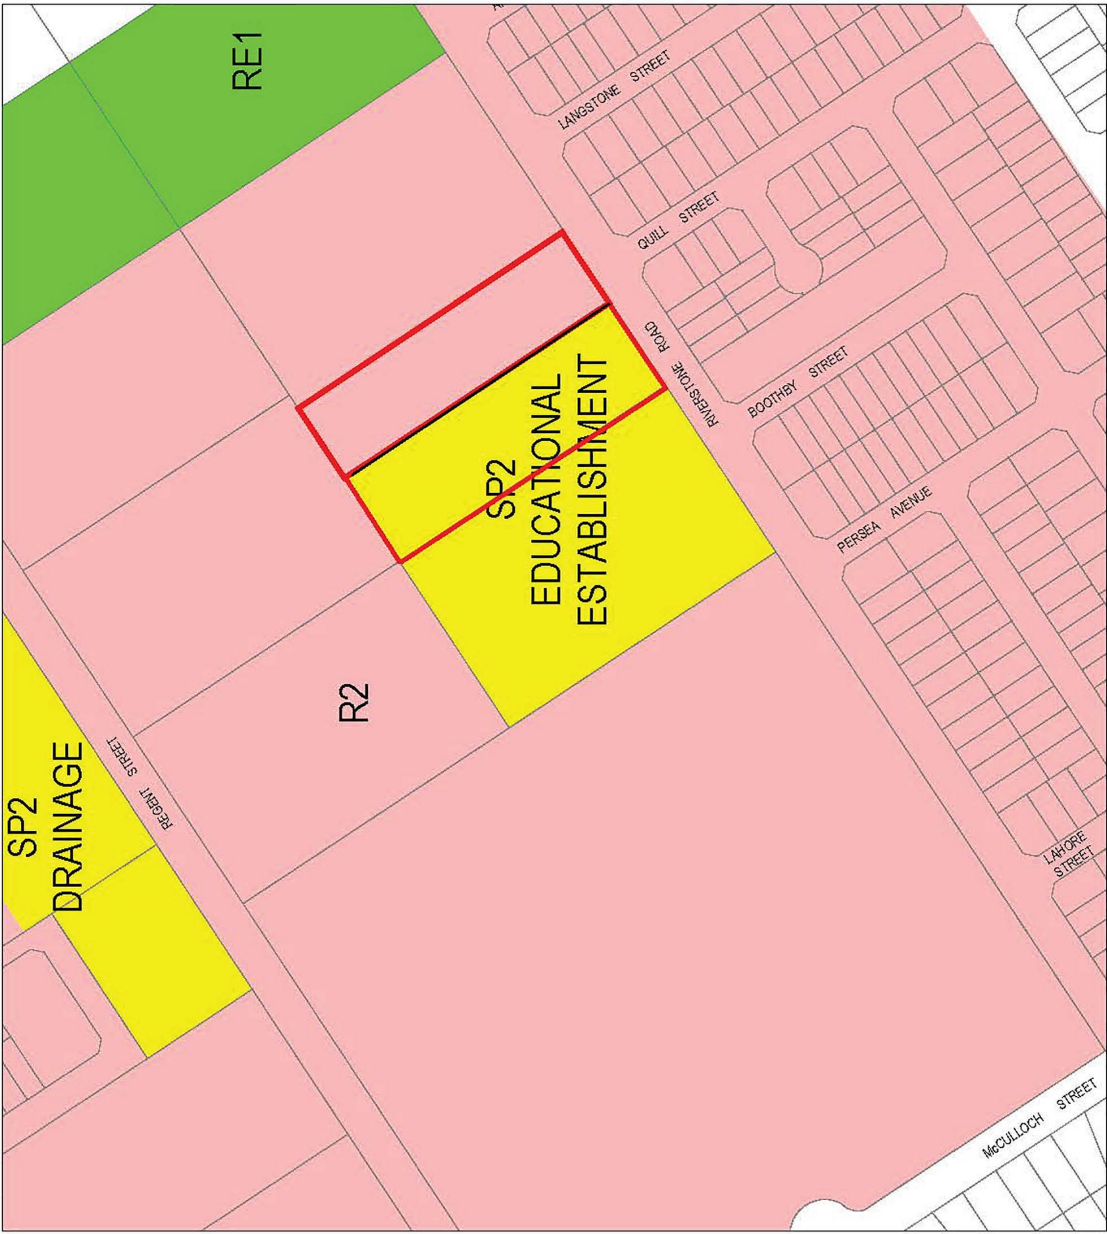 RE1
LANGSTONE STREET
QUILL STREET
RIVERSTONE ROAD
BOOTHBY STREET
SP2
EDUCATIONAL
ESTABLISHMENT
PERSEA AVENUE
R2
REGENT STREET
SP2
DRAINAGE
LAHORE
STREET
McCULLOCH STREET